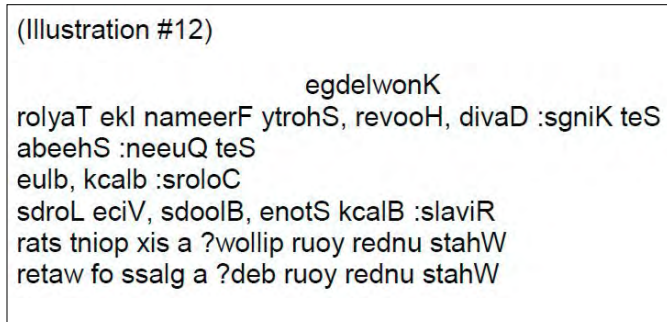 (Illustration #12)
egdelwonK
rolyaT ekI nameerF ytrohS, revooH, divaD :sgniK teS
abeehS :neeuQ teS
eulb, kcalb :sroloC
sdroL eciV, sdoolB, enotS kcalB :slaviR
rats tniop xis a ?wollip ruoy rednu stahW
retaw fo ssalg a ?deb ruoy rednu stahW